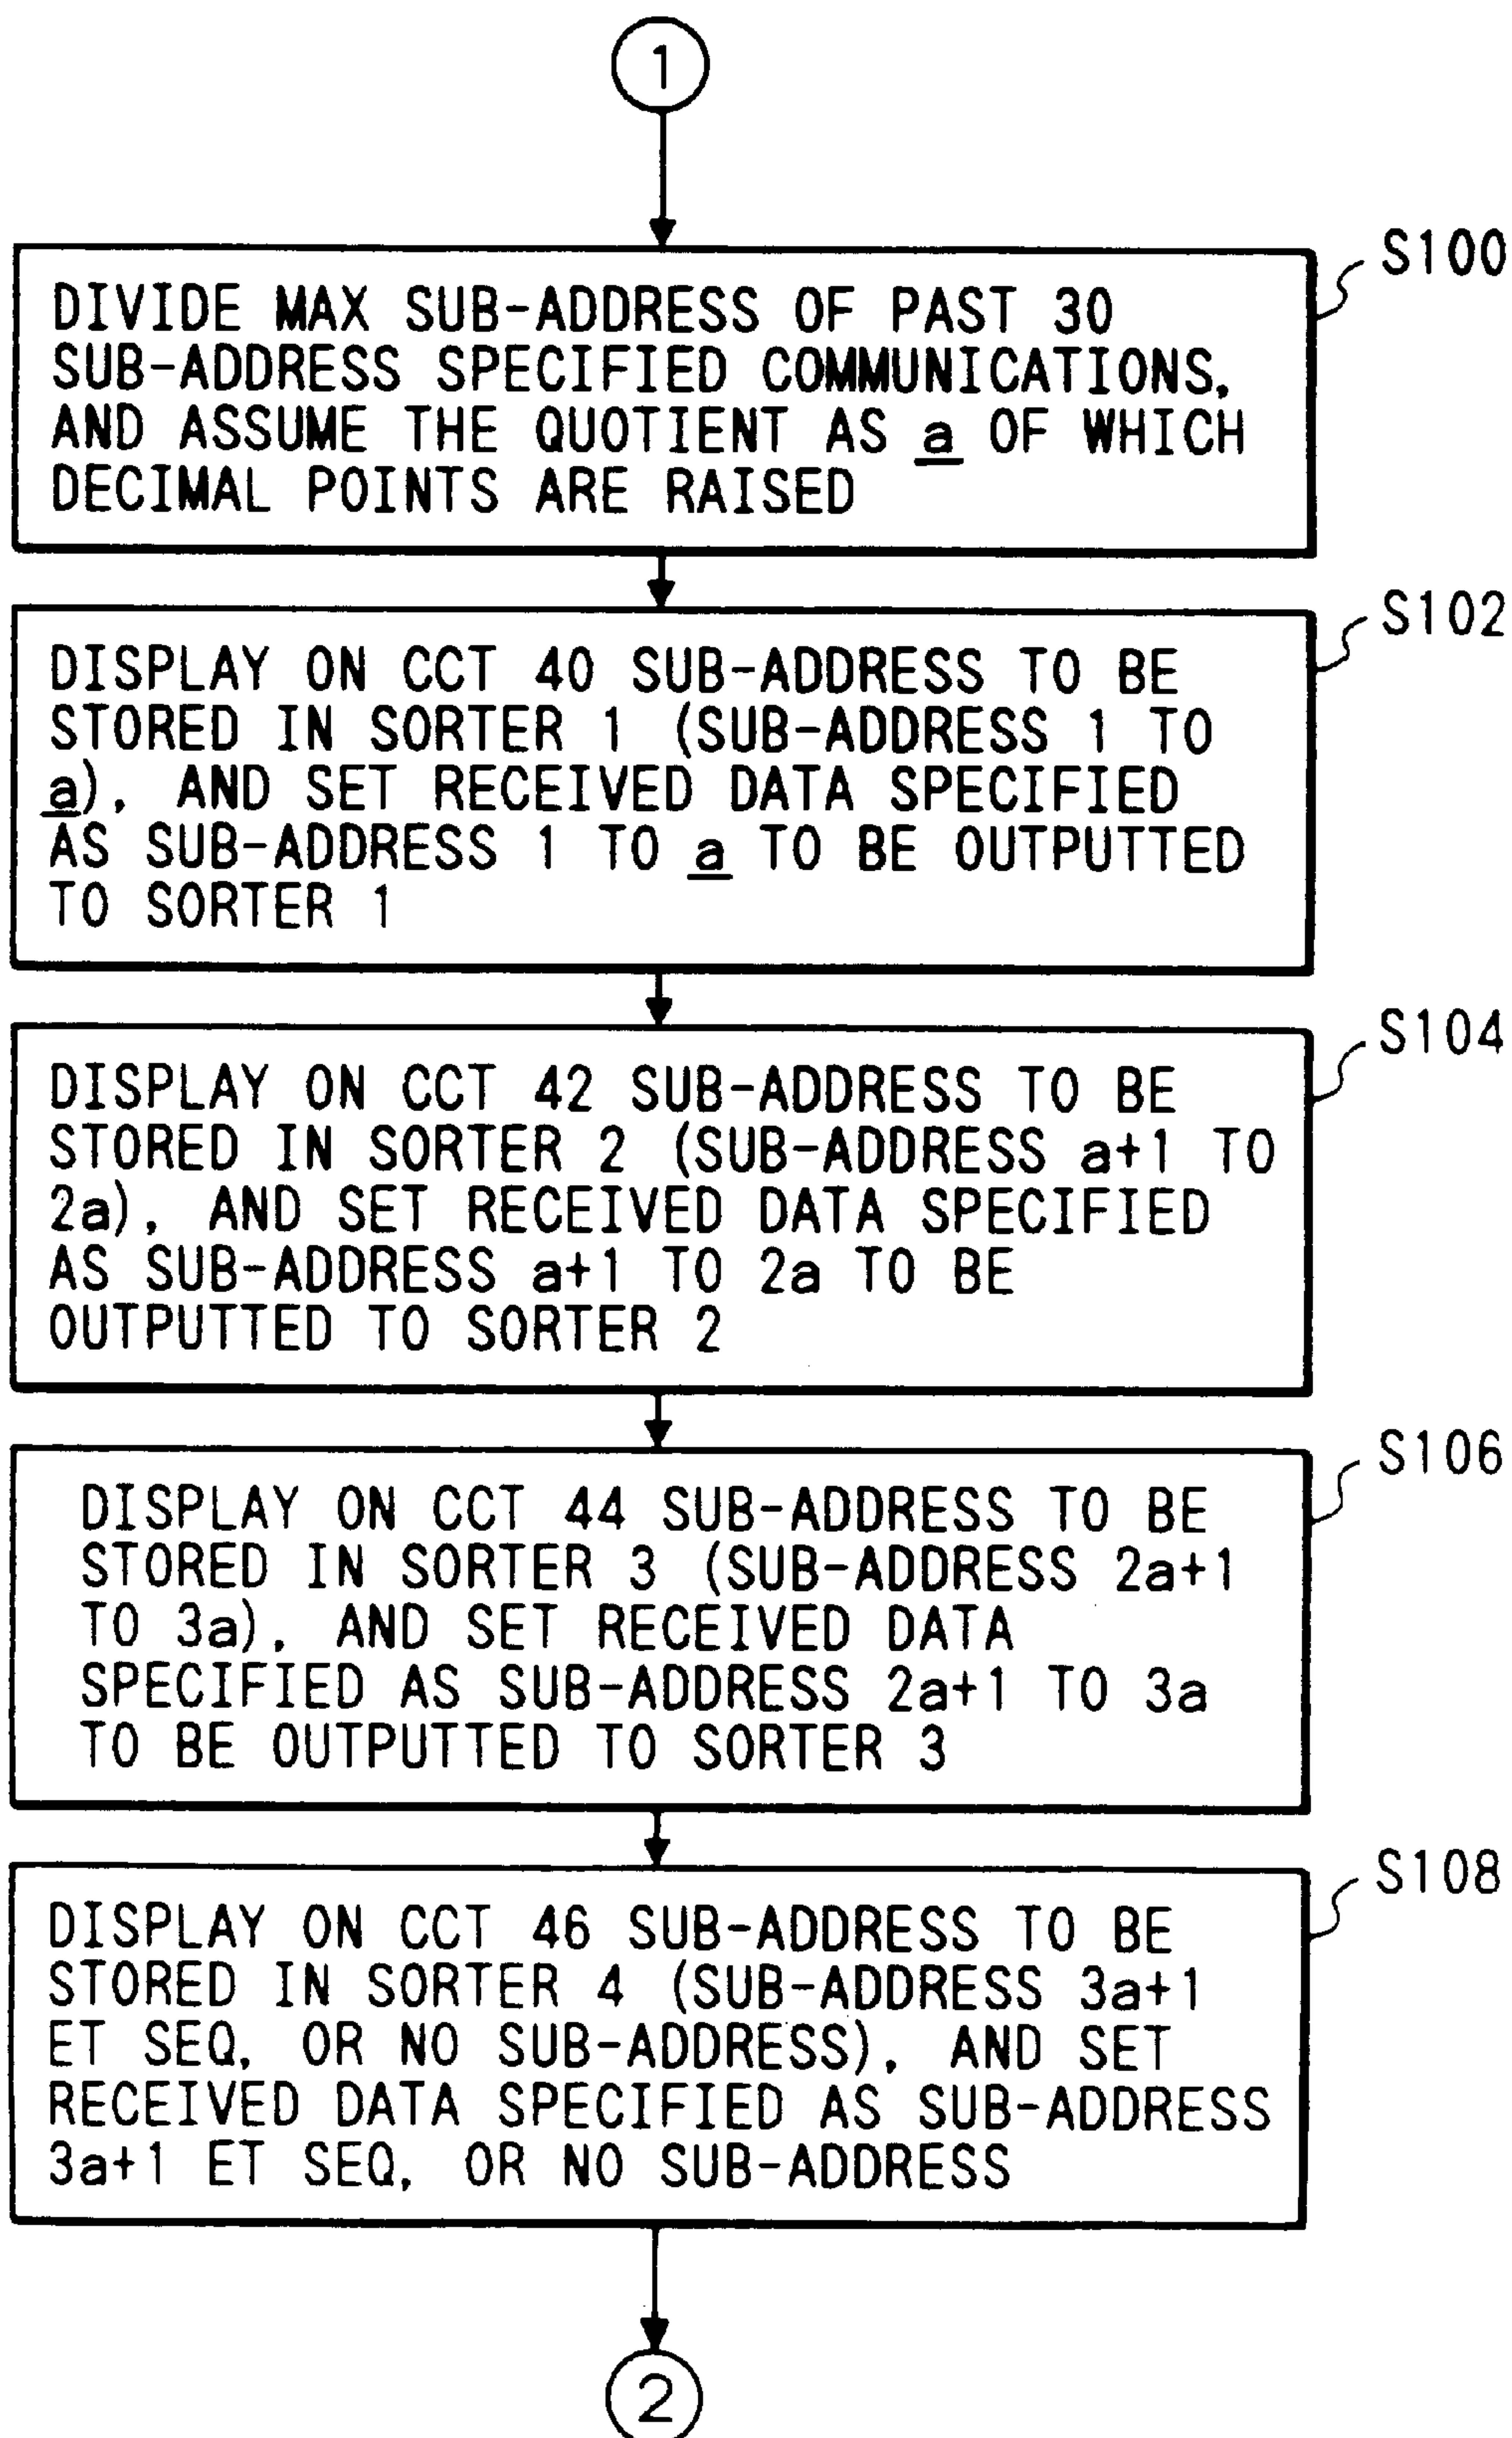 1
S100
DIVIDE MAX SUB-ADDRESS OF PAST 30
SUB-ADDRESS SPECIFIED COMMUNICATIONS,
AND ASSUME THE QUOTIENT AS a OF WHICH
DECIMAL POINTS ARE RAISED
S102
DISPLAY ON CCT 40 SUB-ADDRESS TO BE
STORED IN SORTER 1 (SUB-ADDRESS 1 TO
a), AND SET RECEIVED DATA SPECIFIED
AS SUB-ADDRESS 1 TO a TO BE OUTPUTTED
TO SORTER 1
S104
DISPLAY ON CCT 42 SUB-ADDRESS TO BE
STORED IN SORTER 2 (SUB-ADDRESS a+1 TO
2a), AND SET RECEIVED DATA SPECIFIED
AS SUB-ADDRESS a+1 TO 2a TO BE
OUTPUTTED TO SORTER 2
S106
DISPLAY ON CCT 44 SUB-ADDRESS TO BE
STORED IN SORTER 3 (SUB-ADDRESS 2a+1
TO 3a), AND SET RECEIVED DATA
SPECIFIED AS SUB-ADDRESS 2a+1 TO 3a
TO BE OUTPUTTED TO SORTER 3
S108
DISPLAY ON CCT 46 SUB-ADDRESS TO BE
STORED IN SORTER 4 (SUB-ADDRESS 3a+1
ET SEQ, OR NO SUB-ADDRESS), AND SET
RECEIVED DATA SPECIFIED AS SUB-ADDRESS
3a+1 ET SEQ, OR NO SUB-ADDRESS
2